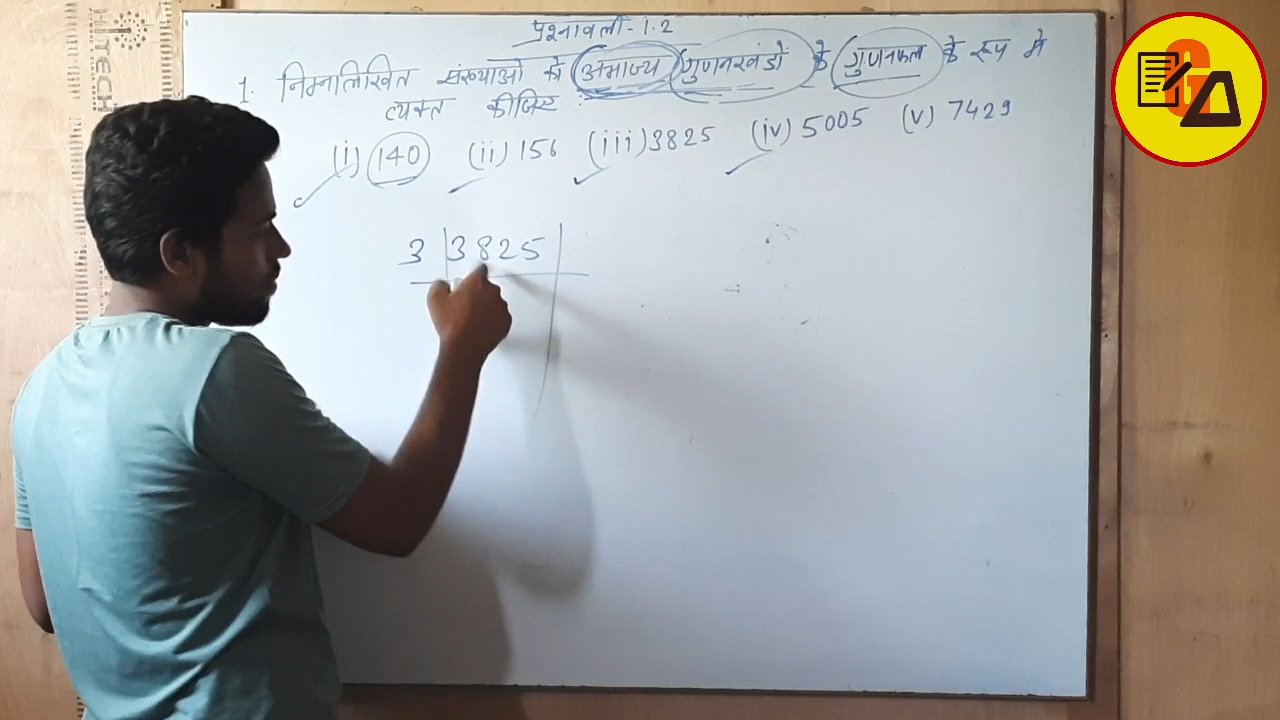 प्रश्नावली-1.2
1. निम्नलिखित संख्याओं को अभाज्य गुणनखंडों के गुणनफल के रूप में
व्यक्त कीजिए :
(i) 140 (ii) 156 (iii) 3825 (iv) 5005 (v) 7429
3 3825
H-TECH